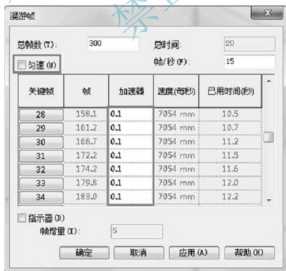 漫游帧
总帧数(T): 300 总时间: 20
匀速(U) 帧/秒(F): 15
关键帧 帧 加速器 速度(每秒) 已用时间(秒)
28 158.1 0.1 7054 mm 10.5
29 161.2 0.1 7054 mm 10.7
30 168.7 0.1 7054 mm 11.2
31 172.2 0.1 7054 mm 11.5
32 174.2 0.1 7054 mm 11.6
33 179.8 0.1 7054 mm 12.0
34 183.0 0.1 7054 mm 12.2
指示器(D)
帧增量(I): 5
确定 取消 应用(A) 帮助(H)